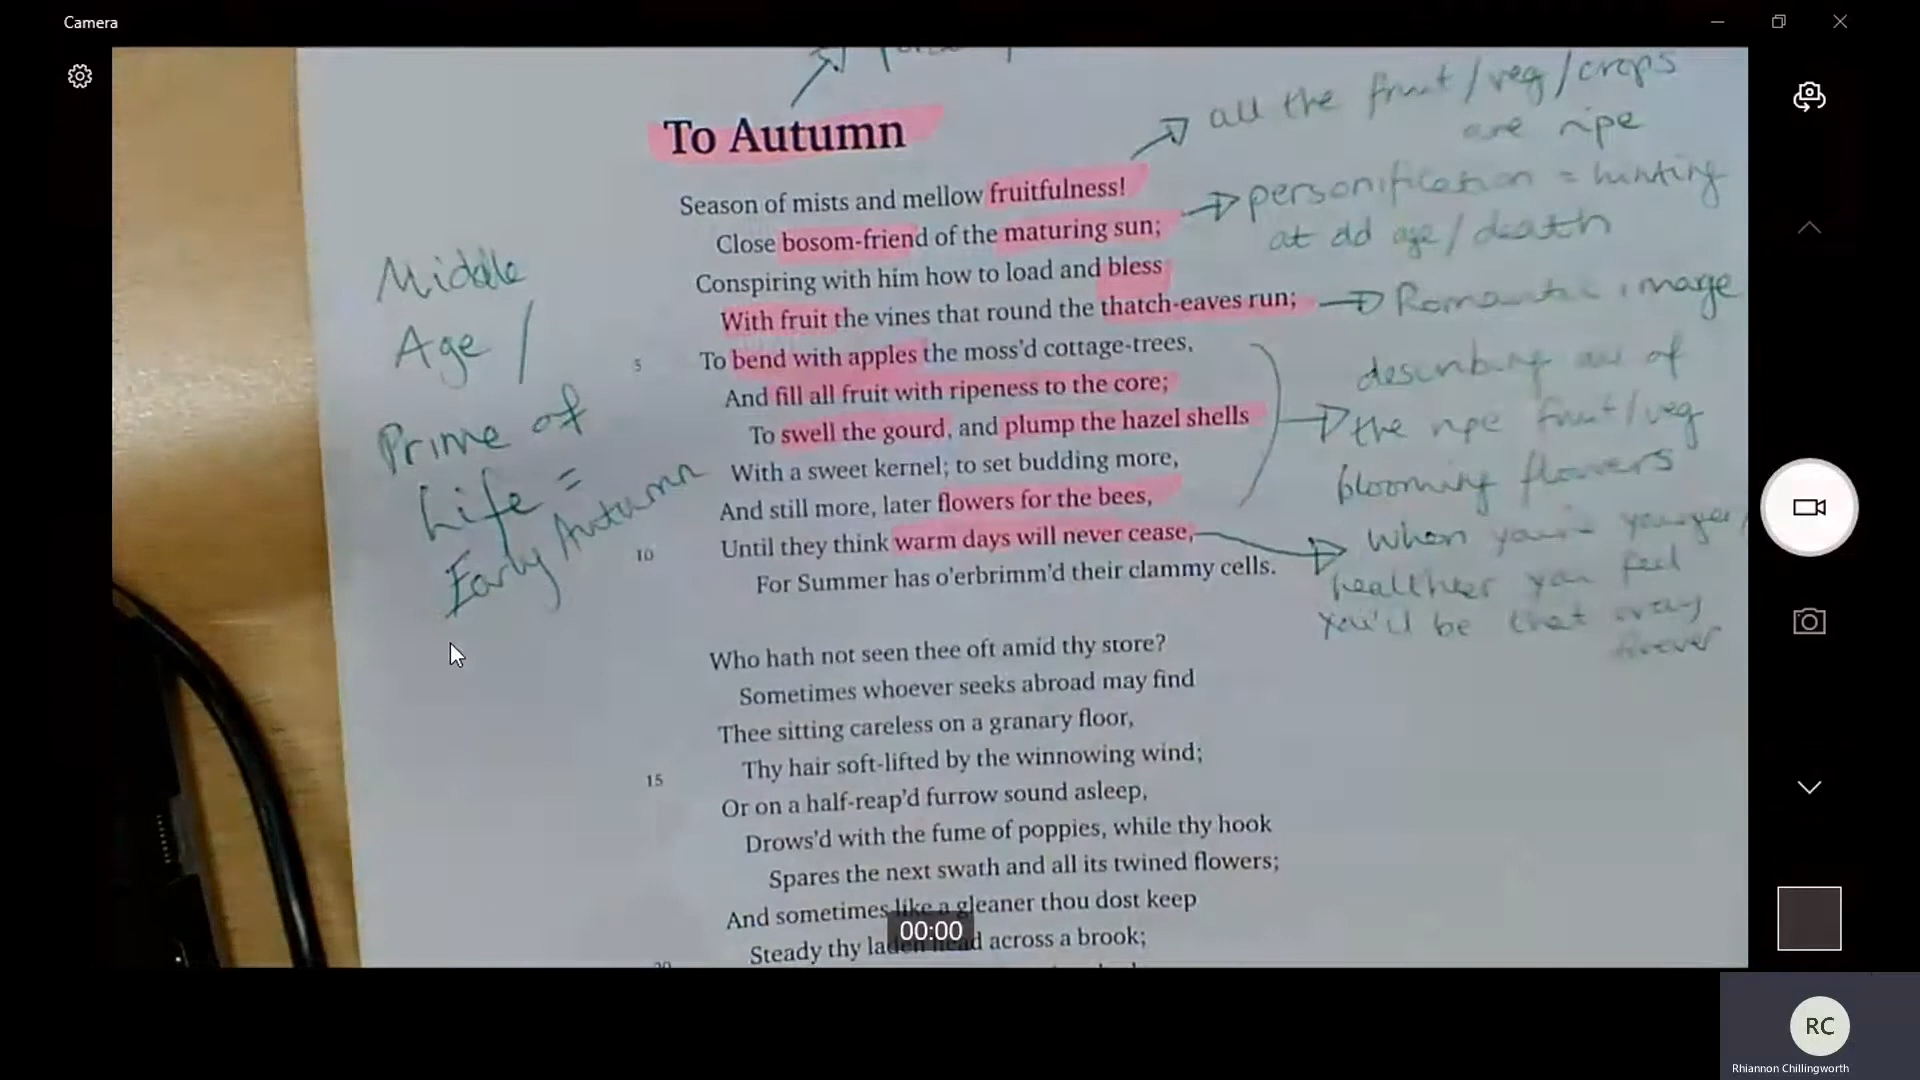 Camera
To Autumn
all the fruit/veg/crops
are ripe
Season of mists and mellow fruitfulness!
Close bosom-friend of the maturing sun;
Conspiring with him how to load and bless
With fruit the vines that round the thatch-eaves run;
5 To bend with apples the moss'd cottage-trees,
And fill all fruit with ripeness to the core;
To swell the gourd, and plump the hazel shells
With a sweet kernel; to set budding more,
And still more, later flowers for the bees,
10 Until they think warm days will never cease,
For Summer has o'erbrimm'd their clammy cells.
personification = hinting
at old age/death
Romantic image
describing all of
the ripe fruit/veg
blooming flowers
When you're younger/
healthier you feel
you'll be that way
forever
Middle
Age/
Prime of
Life =
Early Autumn
Who hath not seen thee oft amid thy store?
Sometimes whoever seeks abroad may find
Thee sitting careless on a granary floor,
Thy hair soft-lifted by the winnowing wind;
15 Or on a half-reap'd furrow sound asleep,
Drows'd with the fume of poppies, while thy hook
Spares the next swath and all its twined flowers;
And sometimes like a gleaner thou dost keep
Steady thy laden head across a brook;
00:00
RC
Rhiannon Chillingworth